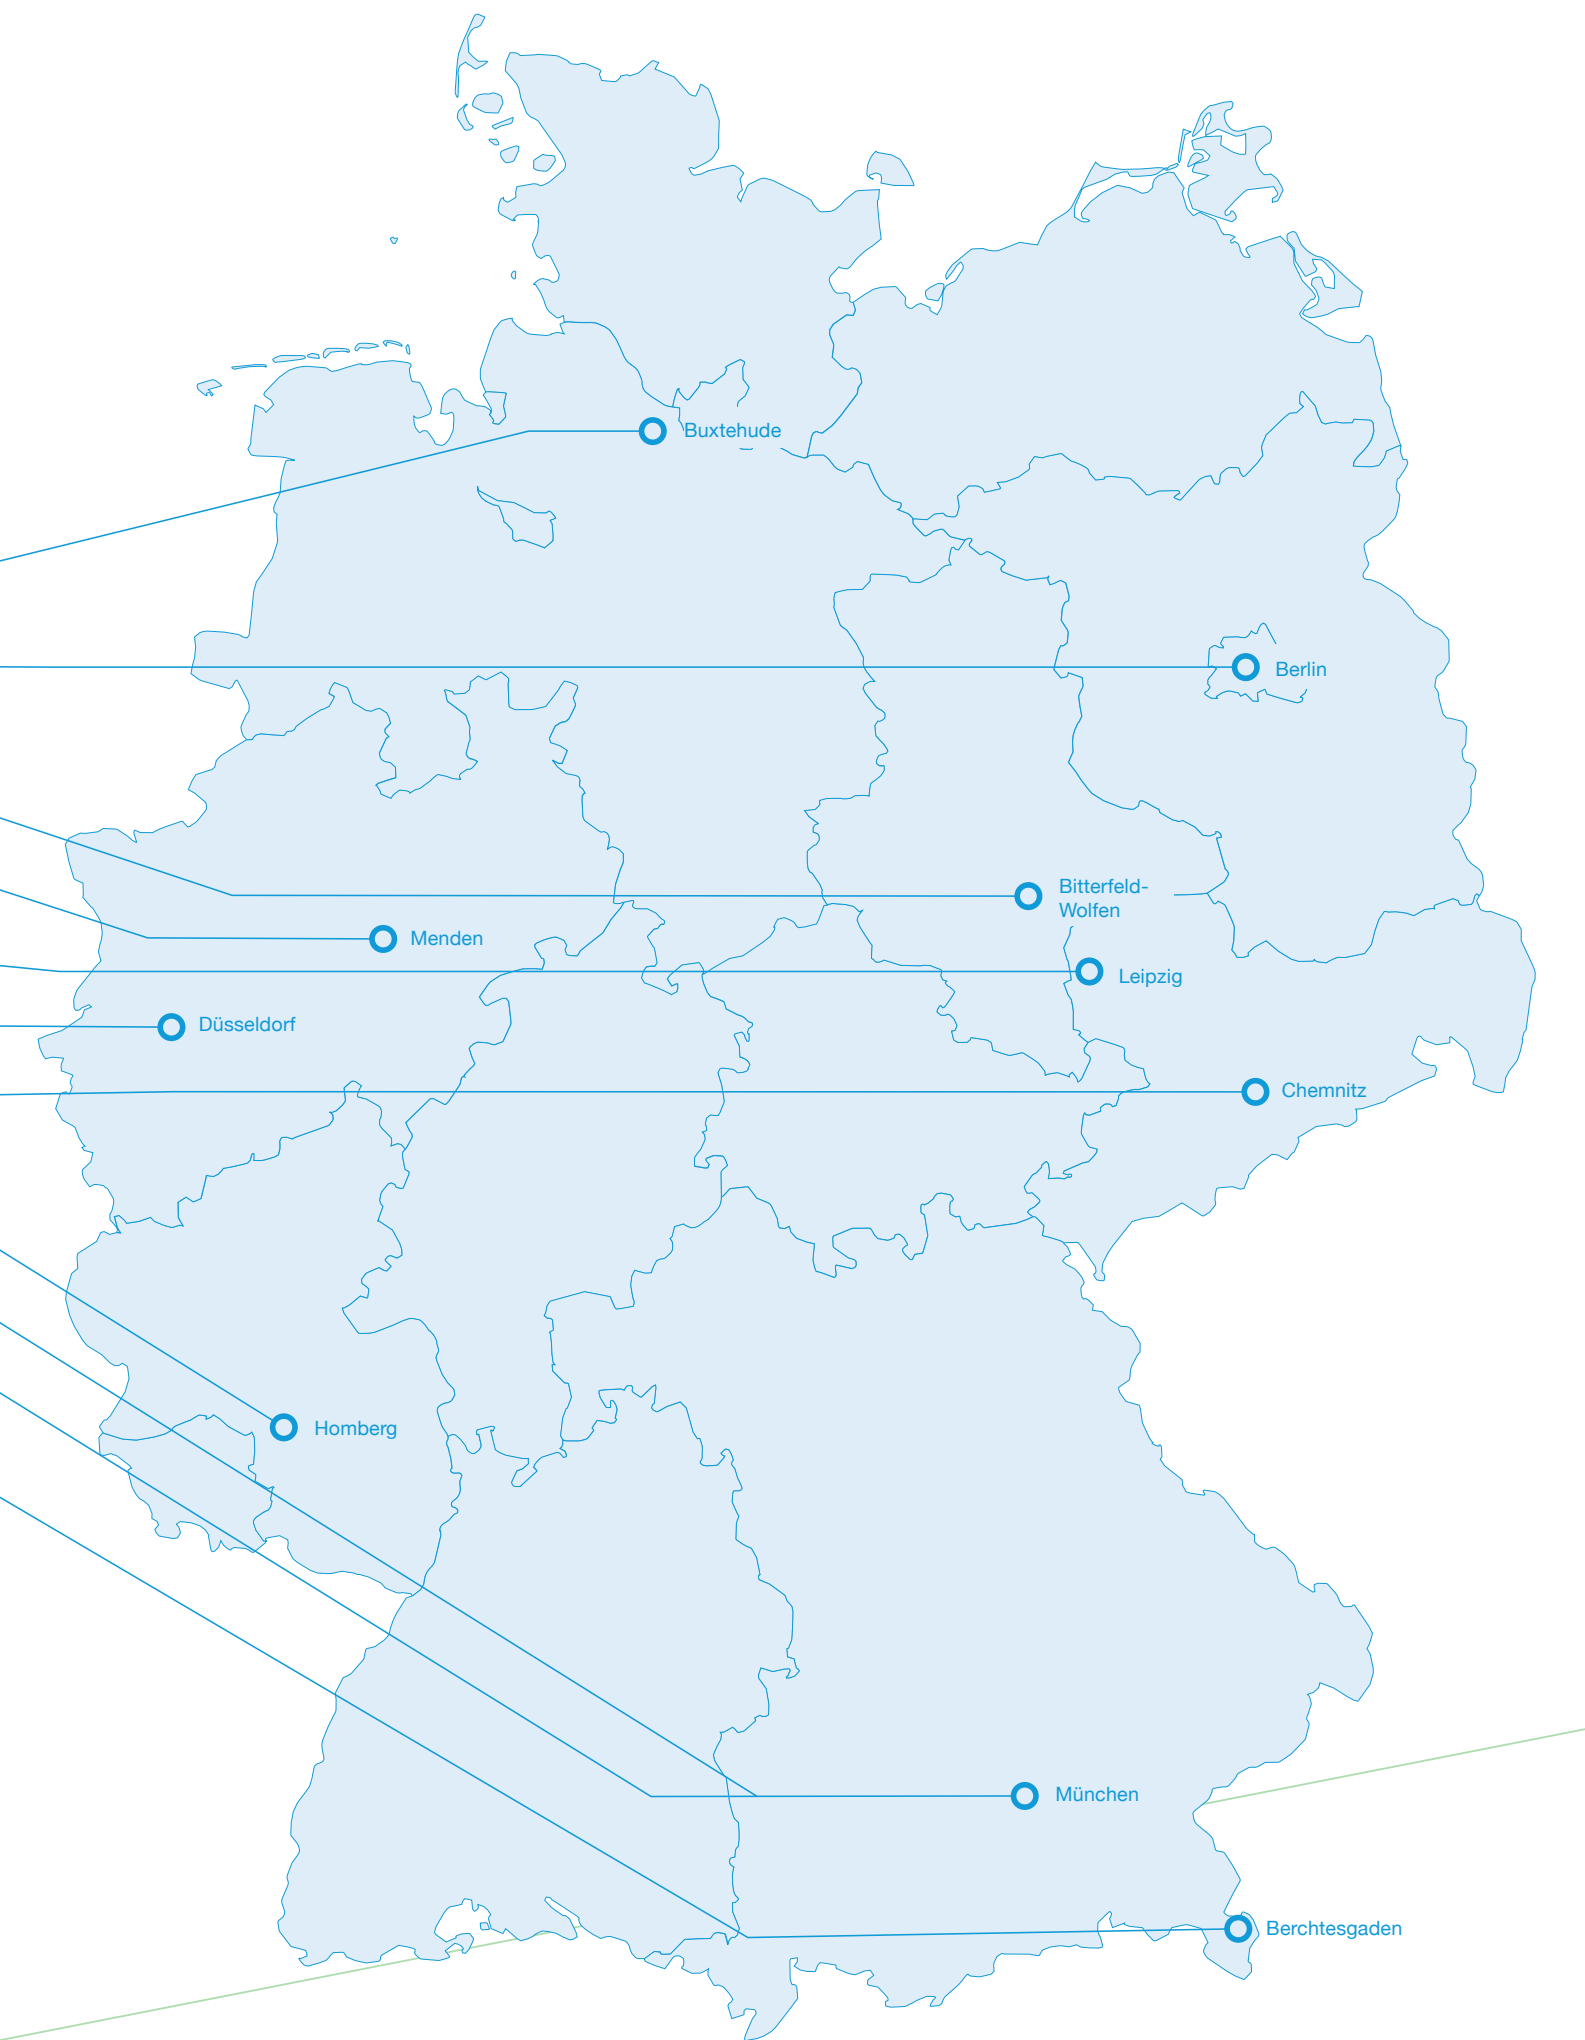 Buxtehude
Berlin
Bitterfeld-
Wolfen
Menden
Leipzig
Düsseldorf
Chemnitz
Homberg
München
Berchtesgaden